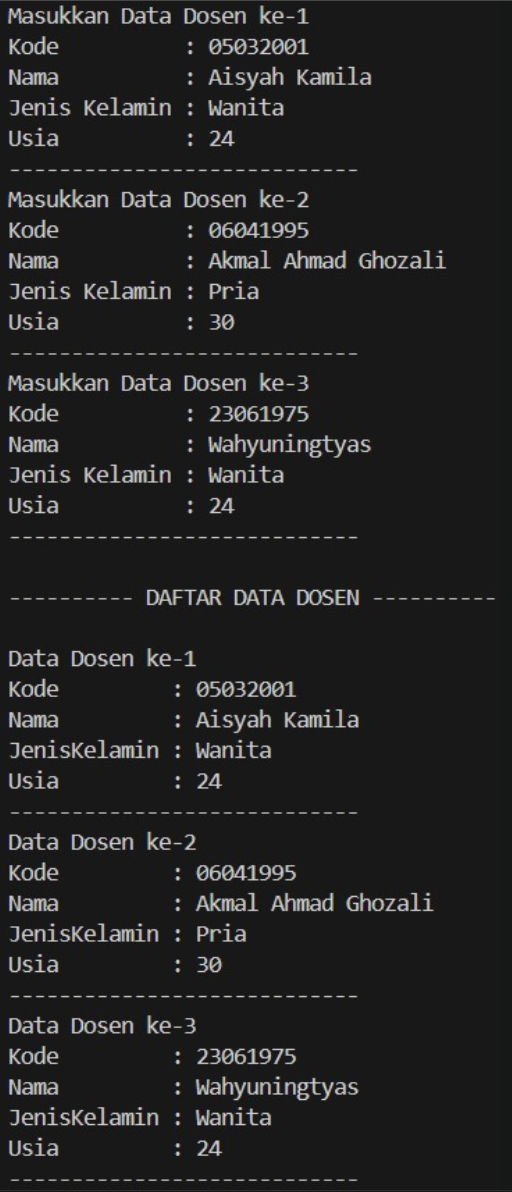 Masukkan Data Dosen ke-1
Kode          : 05032001
Nama          : Aisyah Kamila
Jenis Kelamin : Wanita
Usia          : 24
----------------------------
Masukkan Data Dosen ke-2
Kode          : 06041995
Nama          : Akmal Ahmad Ghozali
Jenis Kelamin : Pria
Usia          : 30
----------------------------
Masukkan Data Dosen ke-3
Kode          : 23061975
Nama          : Wahyuningtyas
Jenis Kelamin : Wanita
Usia          : 24
----------------------------
---------- DAFTAR DATA DOSEN ----------
Data Dosen ke-1
Kode         : 05032001
Nama         : Aisyah Kamila
JenisKelamin : Wanita
Usia         : 24
----------------------------
Data Dosen ke-2
Kode         : 06041995
Nama         : Akmal Ahmad Ghozali
JenisKelamin : Pria
Usia         : 30
----------------------------
Data Dosen ke-3
Kode         : 23061975
Nama         : Wahyuningtyas
JenisKelamin : Wanita
Usia         : 24
----------------------------